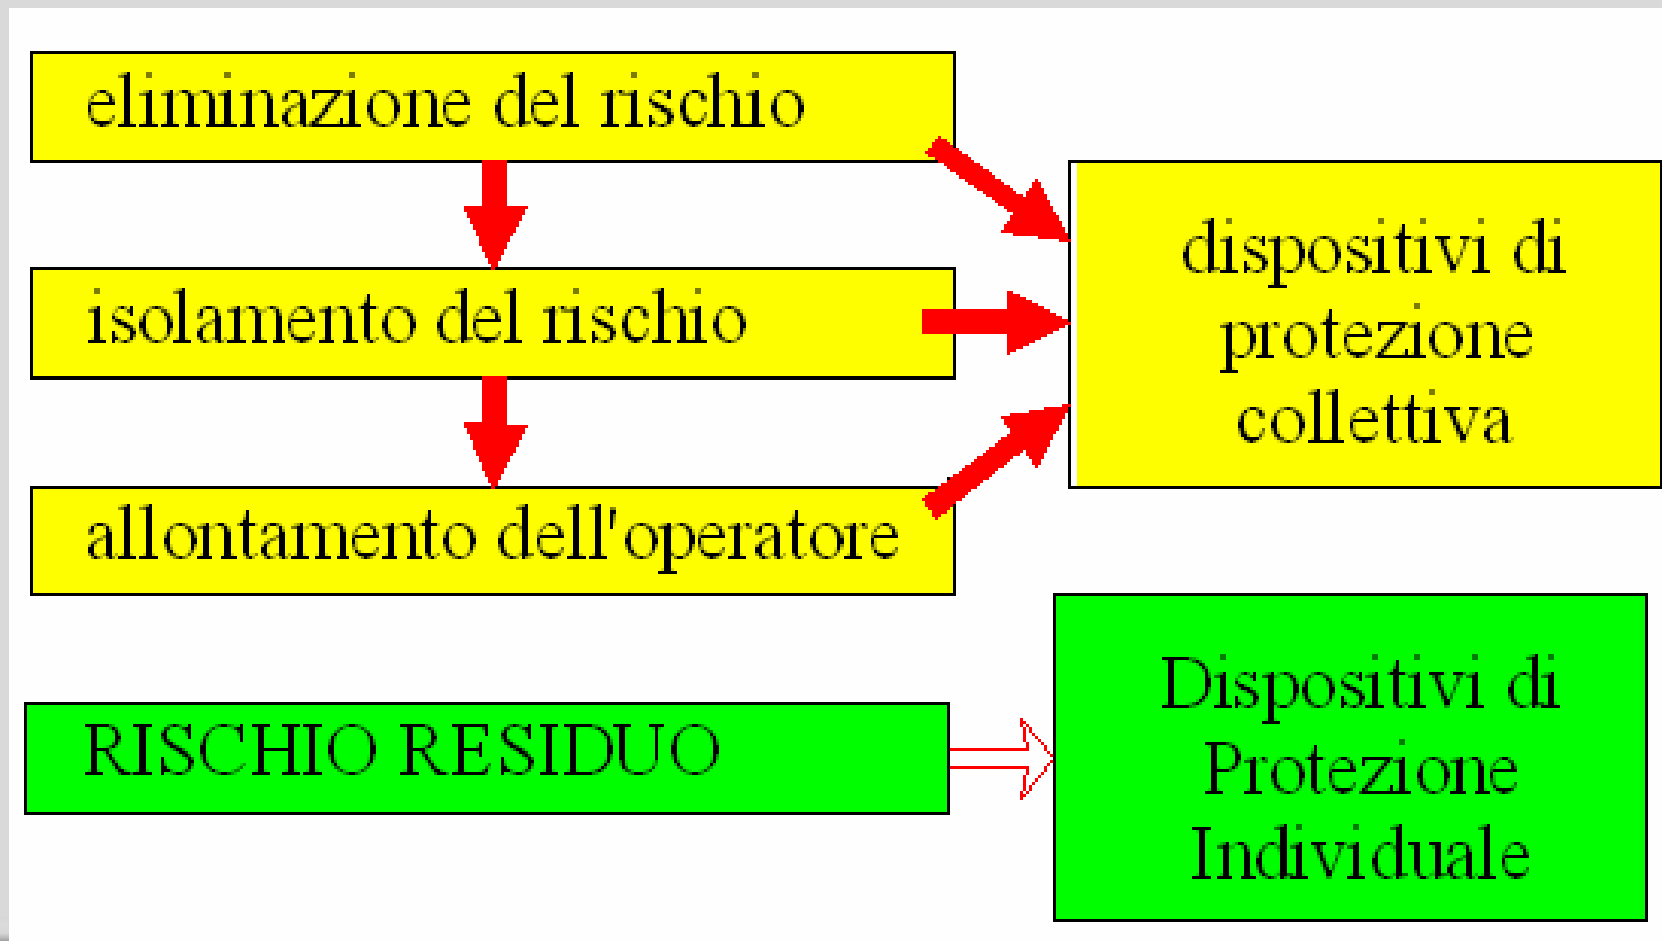 eliminazione del rischio
isolamento del rischio
allontamento dell'operatore
dispositivi di
protezione
collettiva
RISCHIO RESIDUO
Dispositivi di
Protezione
Individuale